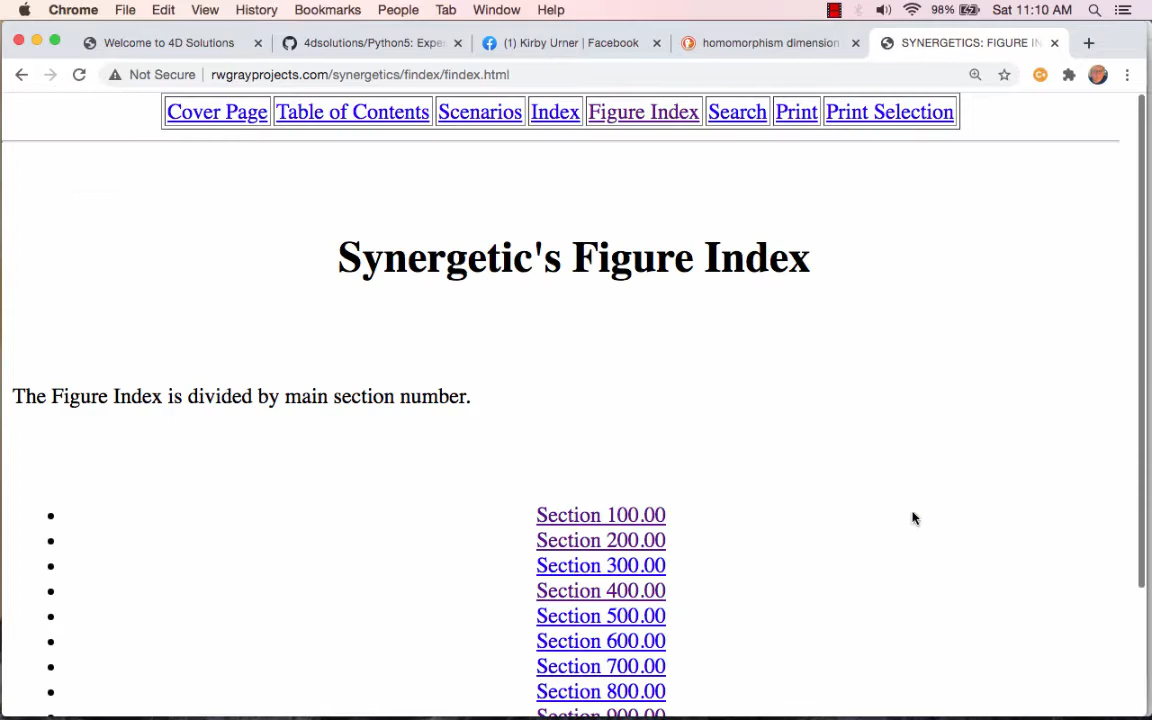 Chrome File Edit View History Bookmarks People Tab Window Help 98% Sat 11:10 AM
Welcome to 4D Solutions 4dsolutions/Python5: Expe (1) Kirby Urner | Facebook homomorphism dimension SYNERGETICS: FIGURE IN
Not Secure rwgrayprojects.com/synergetics/findex/findex.html
Cover Page Table of Contents Scenarios Index Figure Index Search Print Print Selection
Synergetic's Figure Index
The Figure Index is divided by main section number.
Section 100.00
Section 200.00
Section 300.00
Section 400.00
Section 500.00
Section 600.00
Section 700.00
Section 800.00
Section 900.00